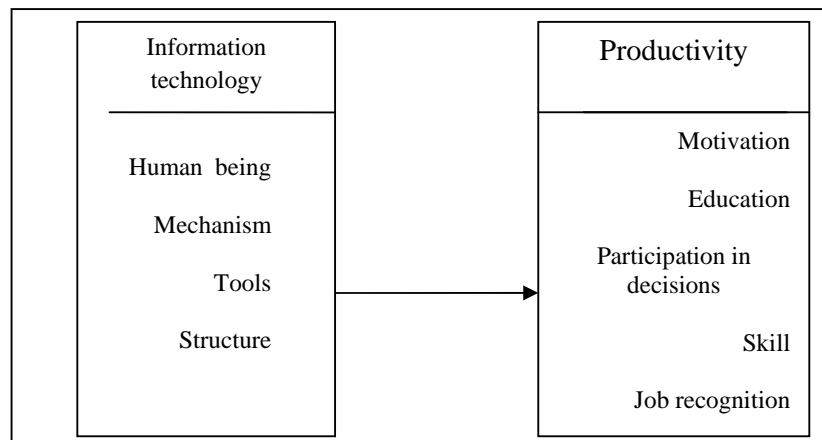 Information
technology
Human being
Mechanism
Tools
Structure
Productivity
Motivation
Education
Participation in
decisions
Skill
Job recognition